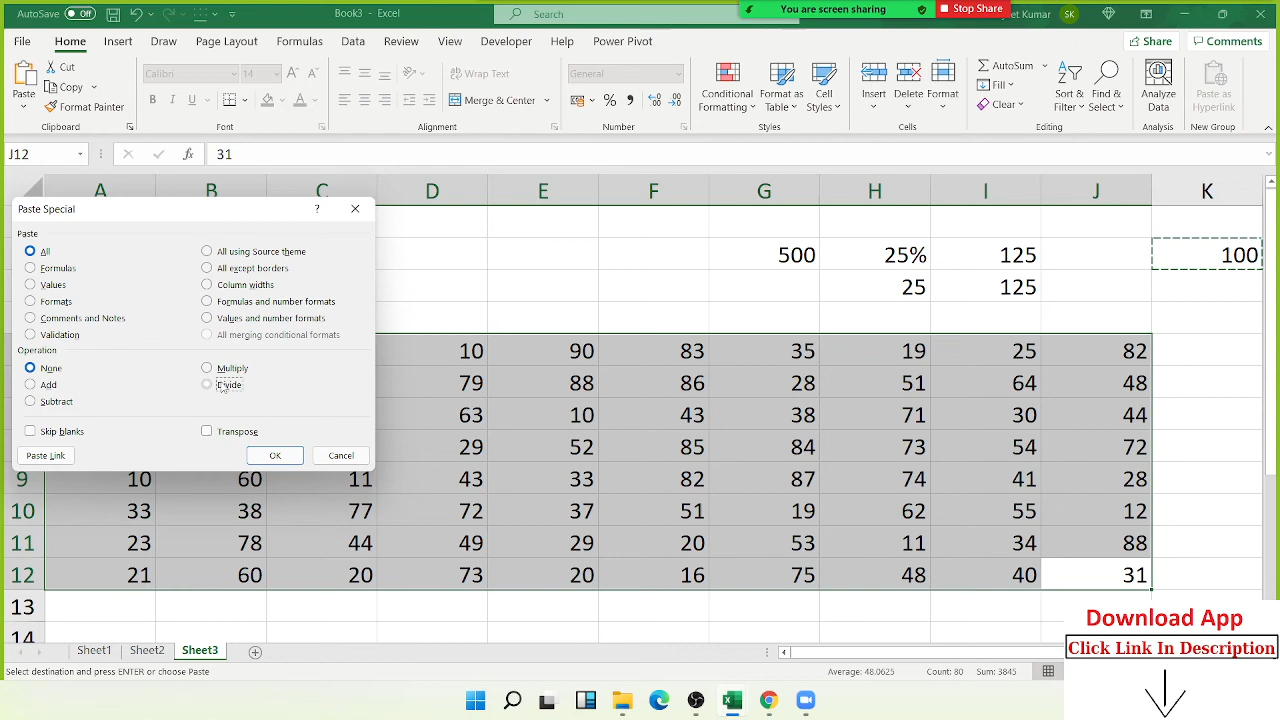 AutoSave Off Book3 - Excel Search You are screen sharing Stop Share et Kumar SK
File Home Insert Draw Page Layout Formulas Data Review View Developer Help Power Pivot Share Comments
Paste Cut Copy Format Painter Clipboard
Calibri 14 B I U A Font
Wrap Text Merge & Center Alignment
General % , Number
Conditional Formatting Format as Table Cell Styles Styles
Insert Delete Format Cells
AutoSum Fill Clear Sort & Filter Find & Select Editing
Analyze Data Analysis
Paste as Hyperlink New Group
J12 fx 31
A B C D E F G H I J K
Paste Special ? ×
Paste
All All using Source theme
Formulas All except borders
Values Column widths
Formats Formulas and number formats
Comments and Notes Values and number formats
Validation All merging conditional formats
Operation
None Multiply
Add Divide
Subtract
Skip blanks Transpose
Paste Link OK Cancel
500 25% 125 100
25 125
10 90 83 35 19 25 82
79 88 86 28 51 64 48
63 10 43 38 71 30 44
29 52 85 84 73 54 72
9 10 60 11 43 33 82 87 74 41 28
10 33 38 77 72 37 51 19 62 55 12
11 23 78 44 49 29 20 53 11 34 88
12 21 60 20 73 20 16 75 48 40 31
13
14
Sheet1 Sheet2 Sheet3
Select destination and press ENTER or choose Paste Average: 48.0625 Count: 80 Sum: 3845
Download App
Click Link In Description